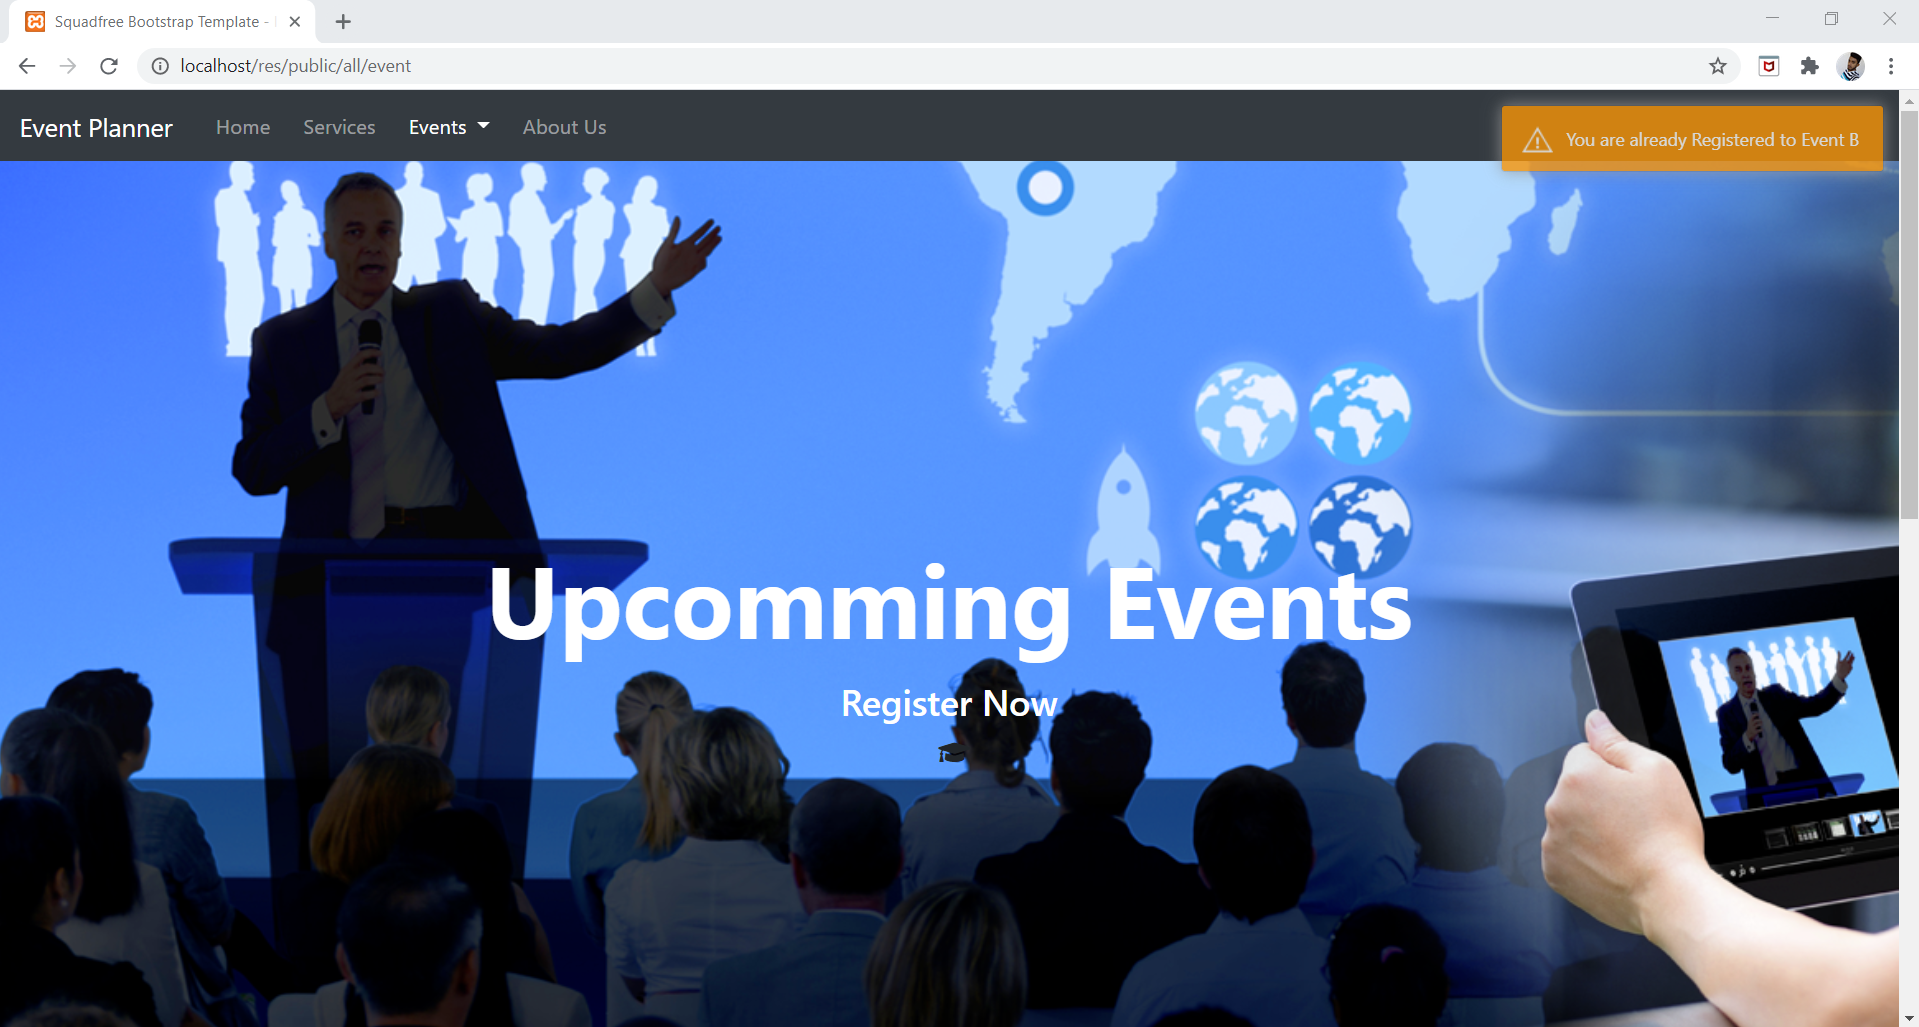 Squadfree Bootstrap Template -
localhost/res/public/all/event
Event Planner
Home
Services
Events
About Us
You are already Registered to Event B
Upcomming Events
Register Now